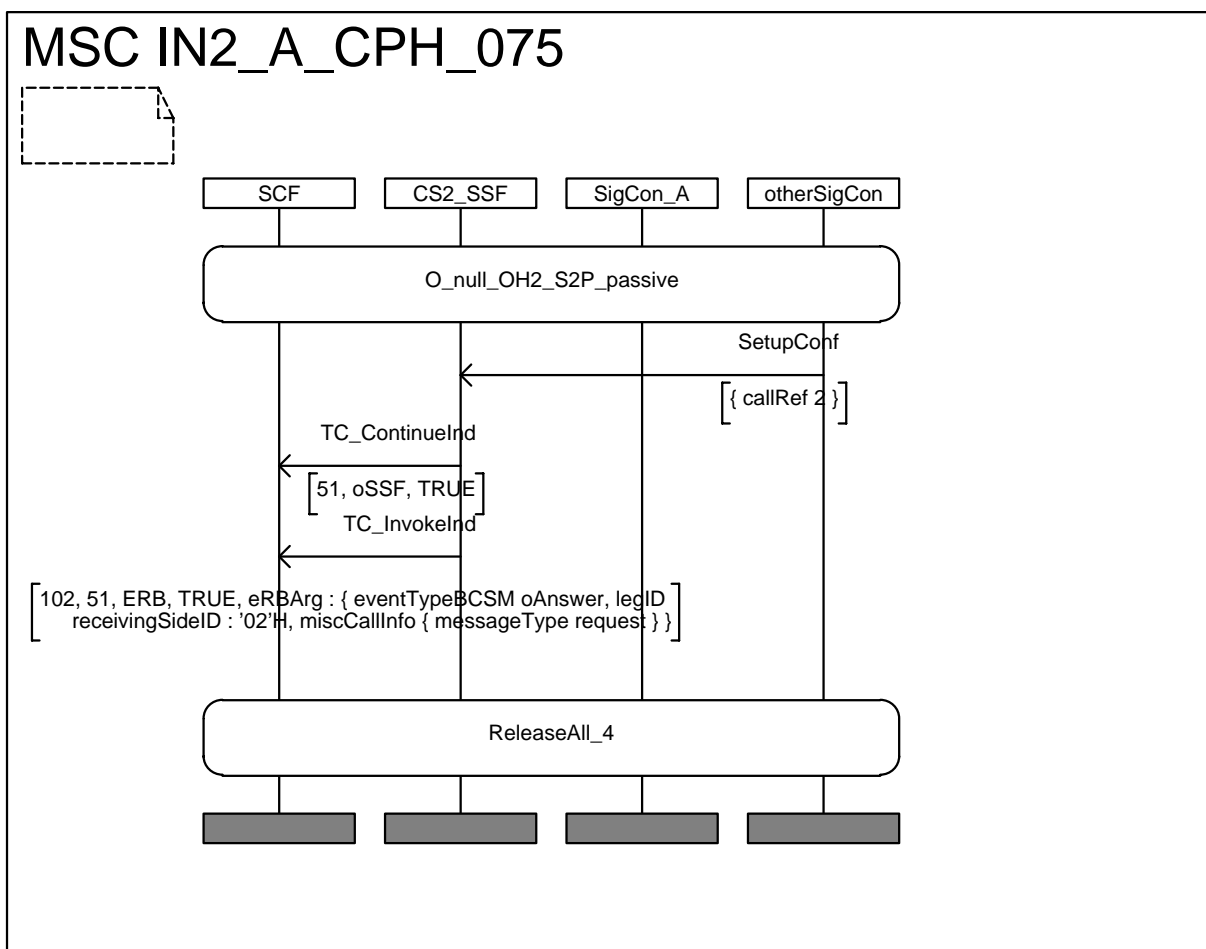 MSC IN2_A_CPH_075
SCF CS2_SSF SigCon_A otherSigCon
O_null_OH2_S2P_passive
SetupConf
{ callRef 2 }
TC_ContinueInd
51, oSSF, TRUE
TC_InvokeInd
102, 51, ERB, TRUE, eRBArg : { eventTypeBCSM oAnswer, legID
receivingSideID : '02'H, miscCallInfo { messageType request } }
ReleaseAll_4